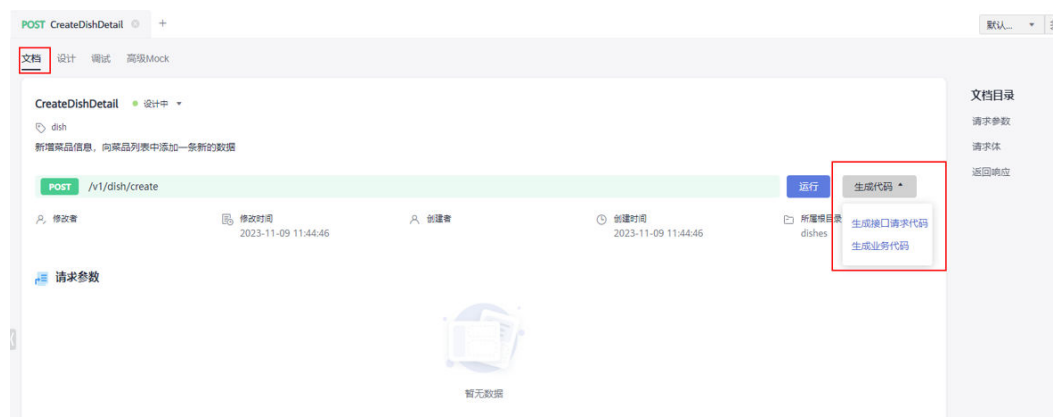 POST CreateDishDetail
默认...
文档 设计 调试 高级Mock
CreateDishDetail 设计中
dish
新增菜品信息，向菜品列表中添加一条新的数据
POST /v1/dish/create 运行 生成代码
生成接口请求代码
生成业务代码
修改者 修改时间 创建者 创建时间 所属根目录
2023-11-09 11:44:46 2023-11-09 11:44:46 dishes
请求参数
暂无数据
文档目录
请求参数
请求体
返回响应